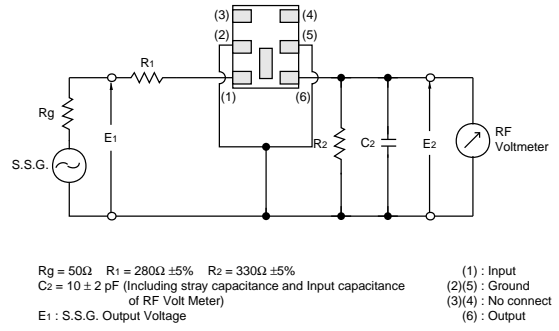 (3) (4)
(2) (5)
R1
(1) (6)
Rg
E1
R2
C2
E2
RF
Voltmeter
S.S.G.
Rg = 50Ω R1 = 280Ω ±5% R2 = 330Ω ±5%
C2 = 10 ± 2 pF (Including stray capacitance and Input capacitance
of RF Volt Meter)
E1 : S.S.G. Output Voltage
(1) : Input
(2)(5) : Ground
(3)(4) : No connect
(6) : Output